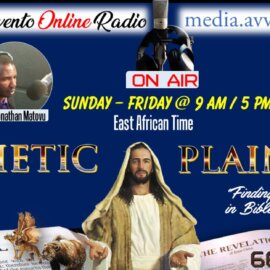 vento Online Radio
media.avv
onathan Matovu
ON AIR
SUNDAY – FRIDAY @ 9 AM / 5 PM
East African Time
HETIC PLAIN
Finding
in Bibl
THE REVELATION